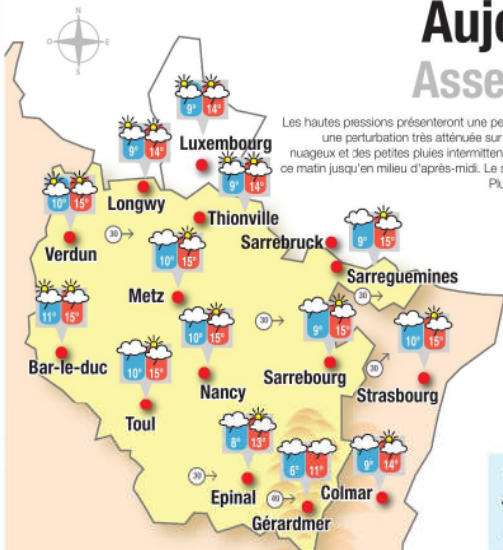 Aujo
Asse
Les hautes pressions présenteront une pe
une perturbation très atténuée sur
nuageux et des petites pluies intermitten
ce matin jusqu'en milieu d'après-midi. Le s
Plu
O E
S
9° 14°
Luxembourg
9° 14°
Longwy
9° 14°
Thionville
10° 15°
Verdun
30
10° 15°
Metz
Sarrebruck
9° 15°
Sarreguemines
30
11° 15°
Bar-le-duc
10° 15°
Nancy
30
9° 15°
Sarrebourg
10° 15°
Strasbourg
30
10° 15°
Toul
8° 13°
Epinal
30
6° 11°
Gérardmer
40
9° 14°
Colmar